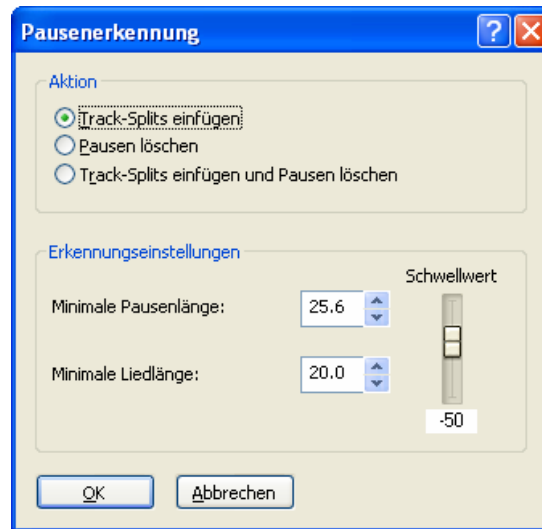 Pausenerkennung
Aktion
Track-Splits einfügen
Pausen löschen
Track-Splits einfügen und Pausen löschen
Erkennungseinstellungen
Schwellwert
Minimale Pausenlänge: 25.6
Minimale Liedlänge: 20.0
-50
OK Abbrechen